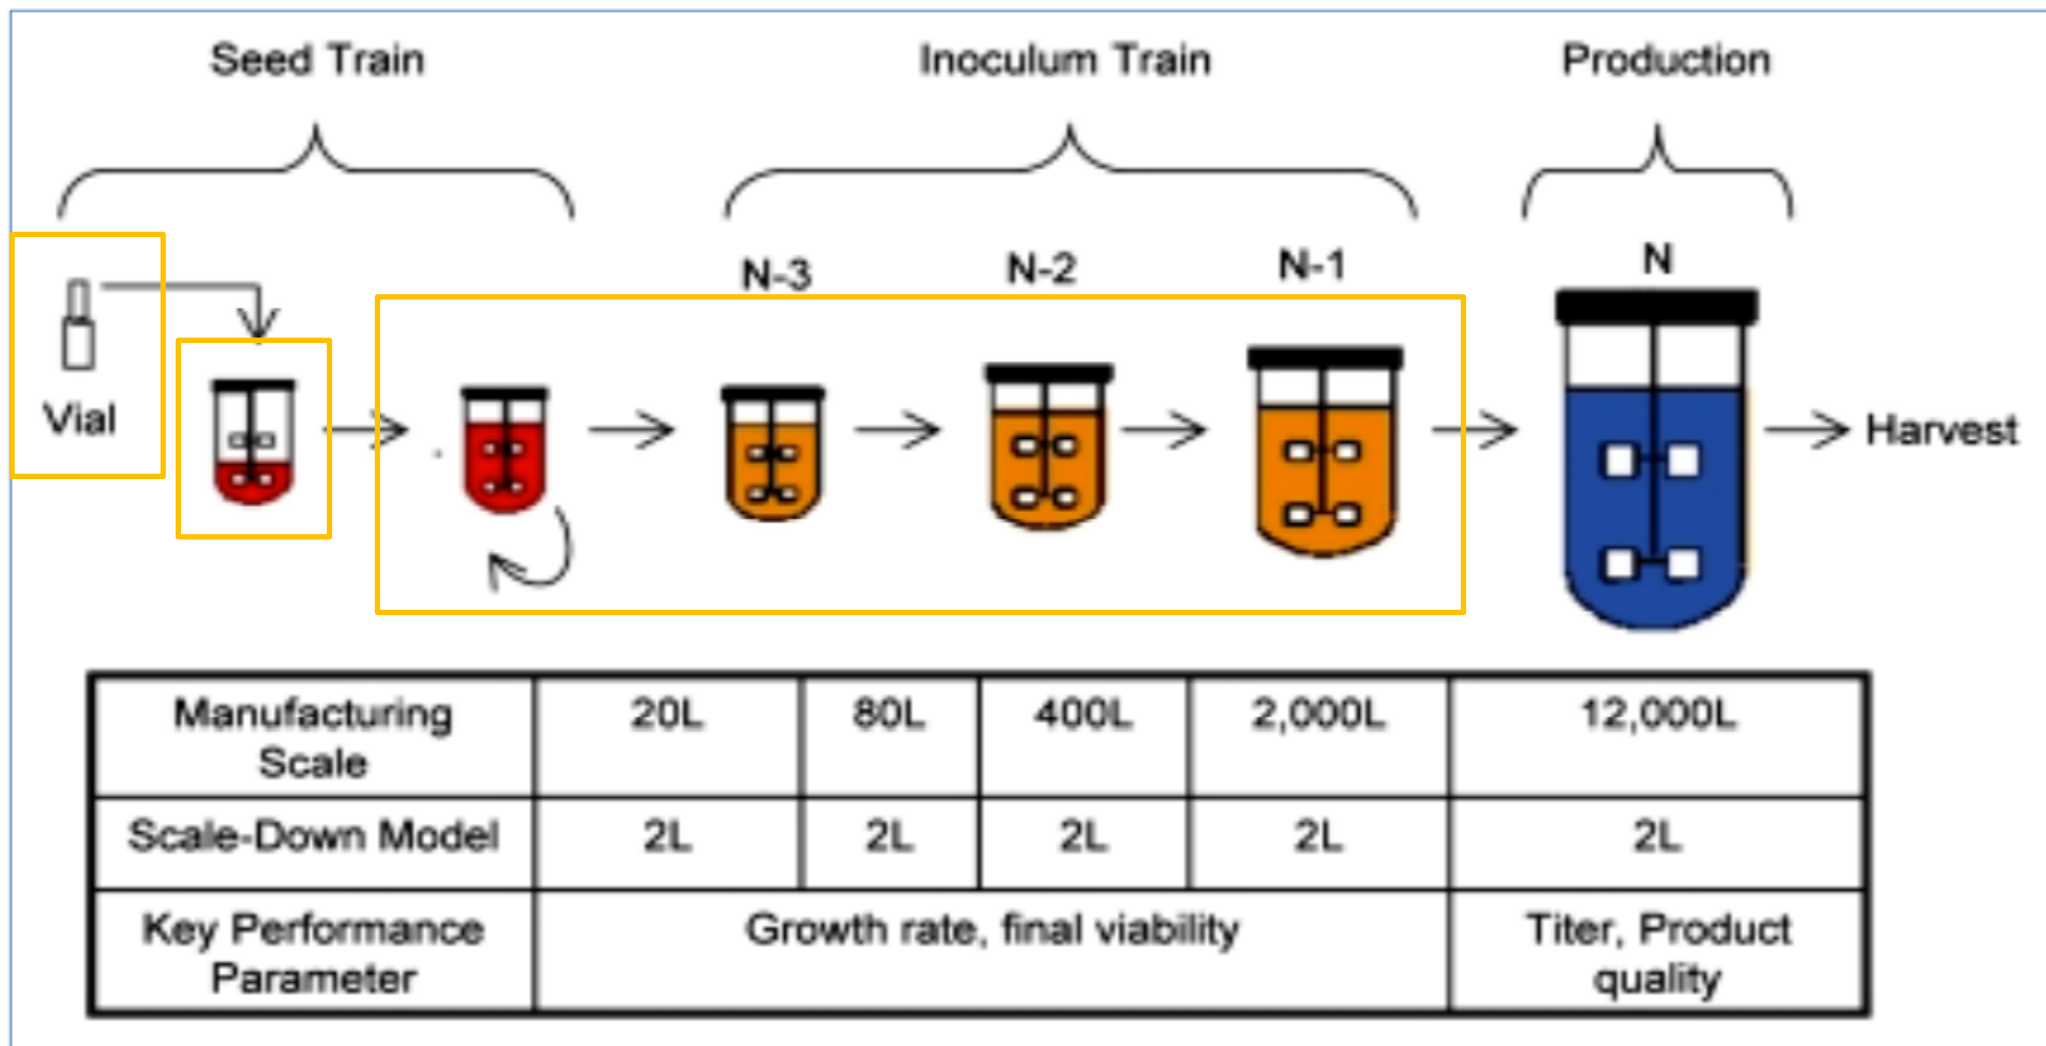 Seed Train
Inoculum Train
Production
N-3
N-2
N-1
N
Vial
Harvest
Manufacturing
Scale
20L
80L
400L
2,000L
12,000L
Scale-Down Model
2L
2L
2L
2L
2L
Key Performance
Parameter
Growth rate, final viability
Titer, Product
quality